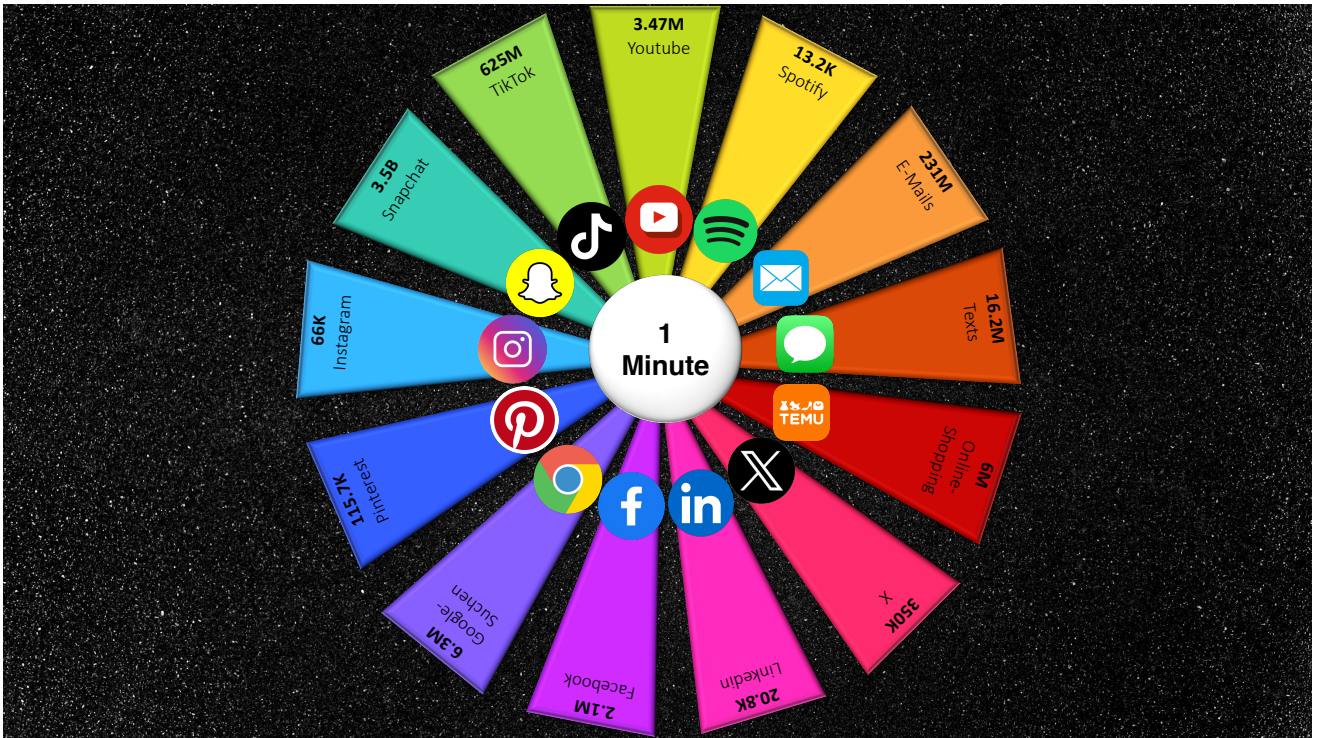 3.47M
Youtube
13.2K
Spotify
231M
E-Mails
16.2M
Texts
6M
Online-
Shopping
350K
X
20.8K
Linkedin
2.1M
Facebook
6.3M
Google-
Suchen
115.7K
Pinterest
66K
Instagram
3.5B
Snapchat
625M
TikTok
1
Minute
TEMU
in